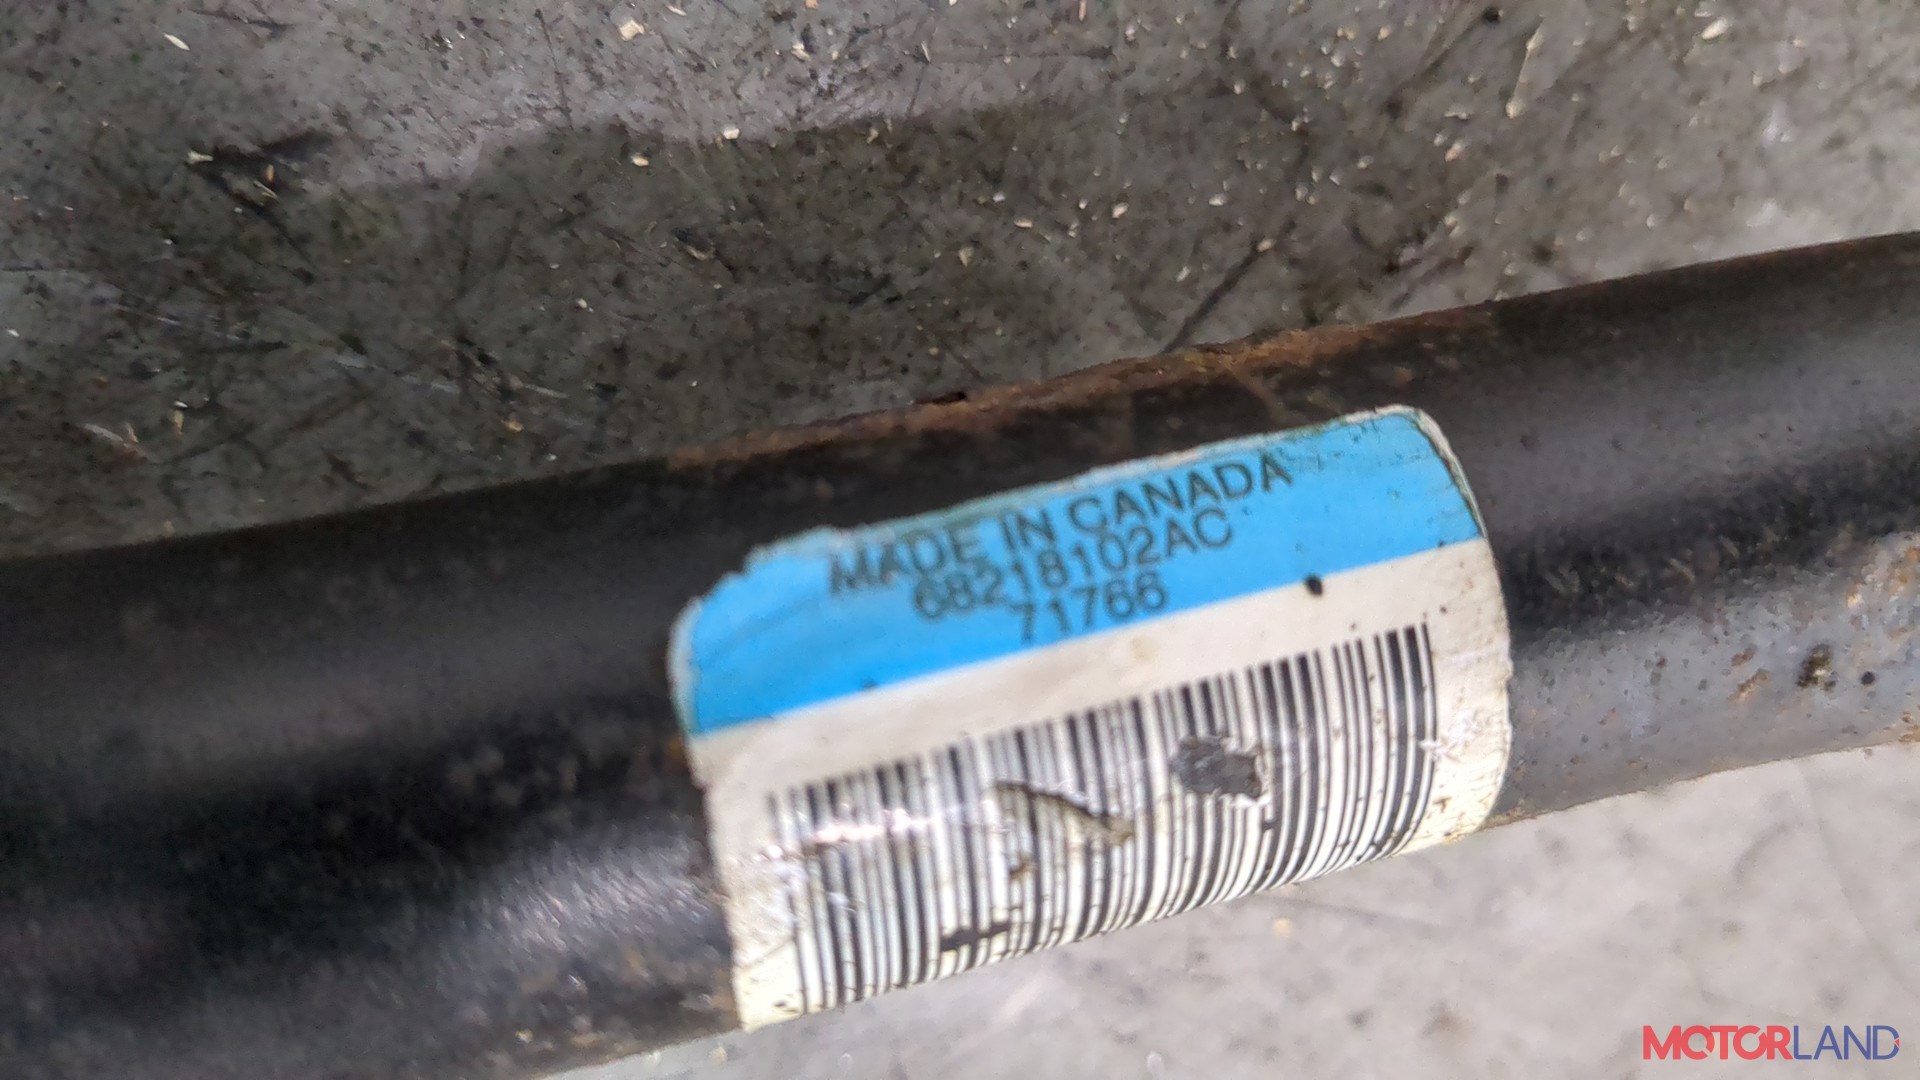 MADE IN CANADA
68218102AC
71766
MOTORLAND